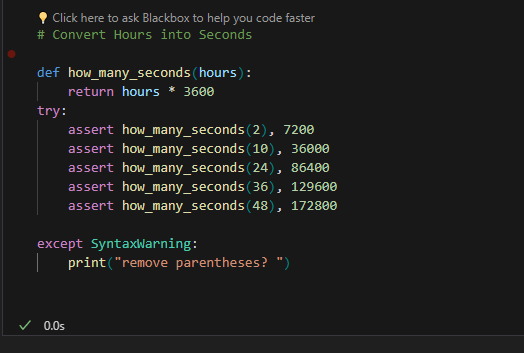 Click here to ask Blackbox to help you code faster
# Convert Hours into Seconds
def how_many_seconds(hours):
    return hours * 3600
try:
    assert how_many_seconds(2), 7200
    assert how_many_seconds(10), 36000
    assert how_many_seconds(24), 86400
    assert how_many_seconds(36), 129600
    assert how_many_seconds(48), 172800
except SyntaxWarning:
    print("remove parentheses? ")
0.0s